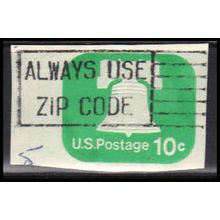 ALWAYS USE
ZIP CODE
U.S. Postage 10c